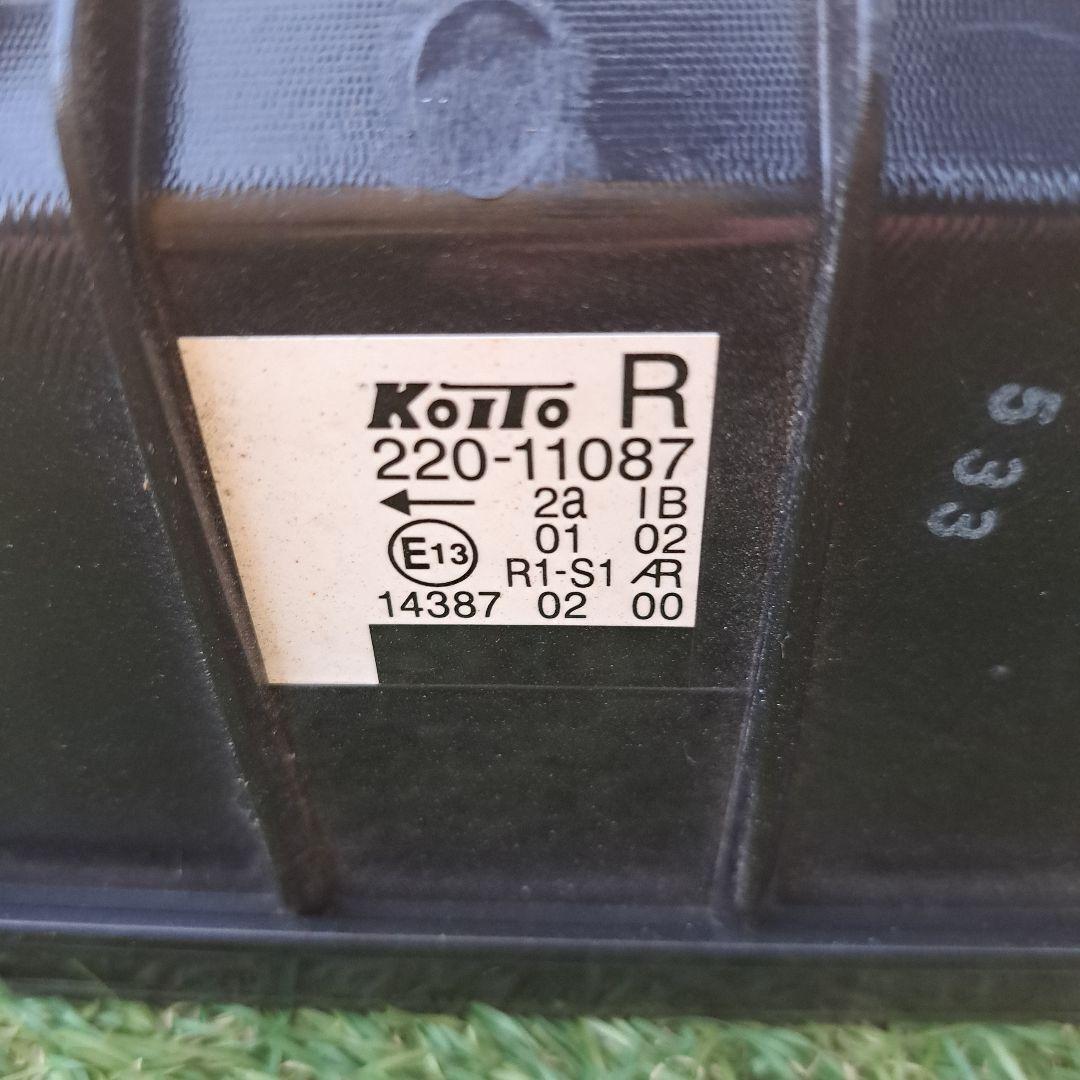 KOITO R
220-11087
← 2a IB
01 02
E13
R1-S1 AR
14387 02 00
533